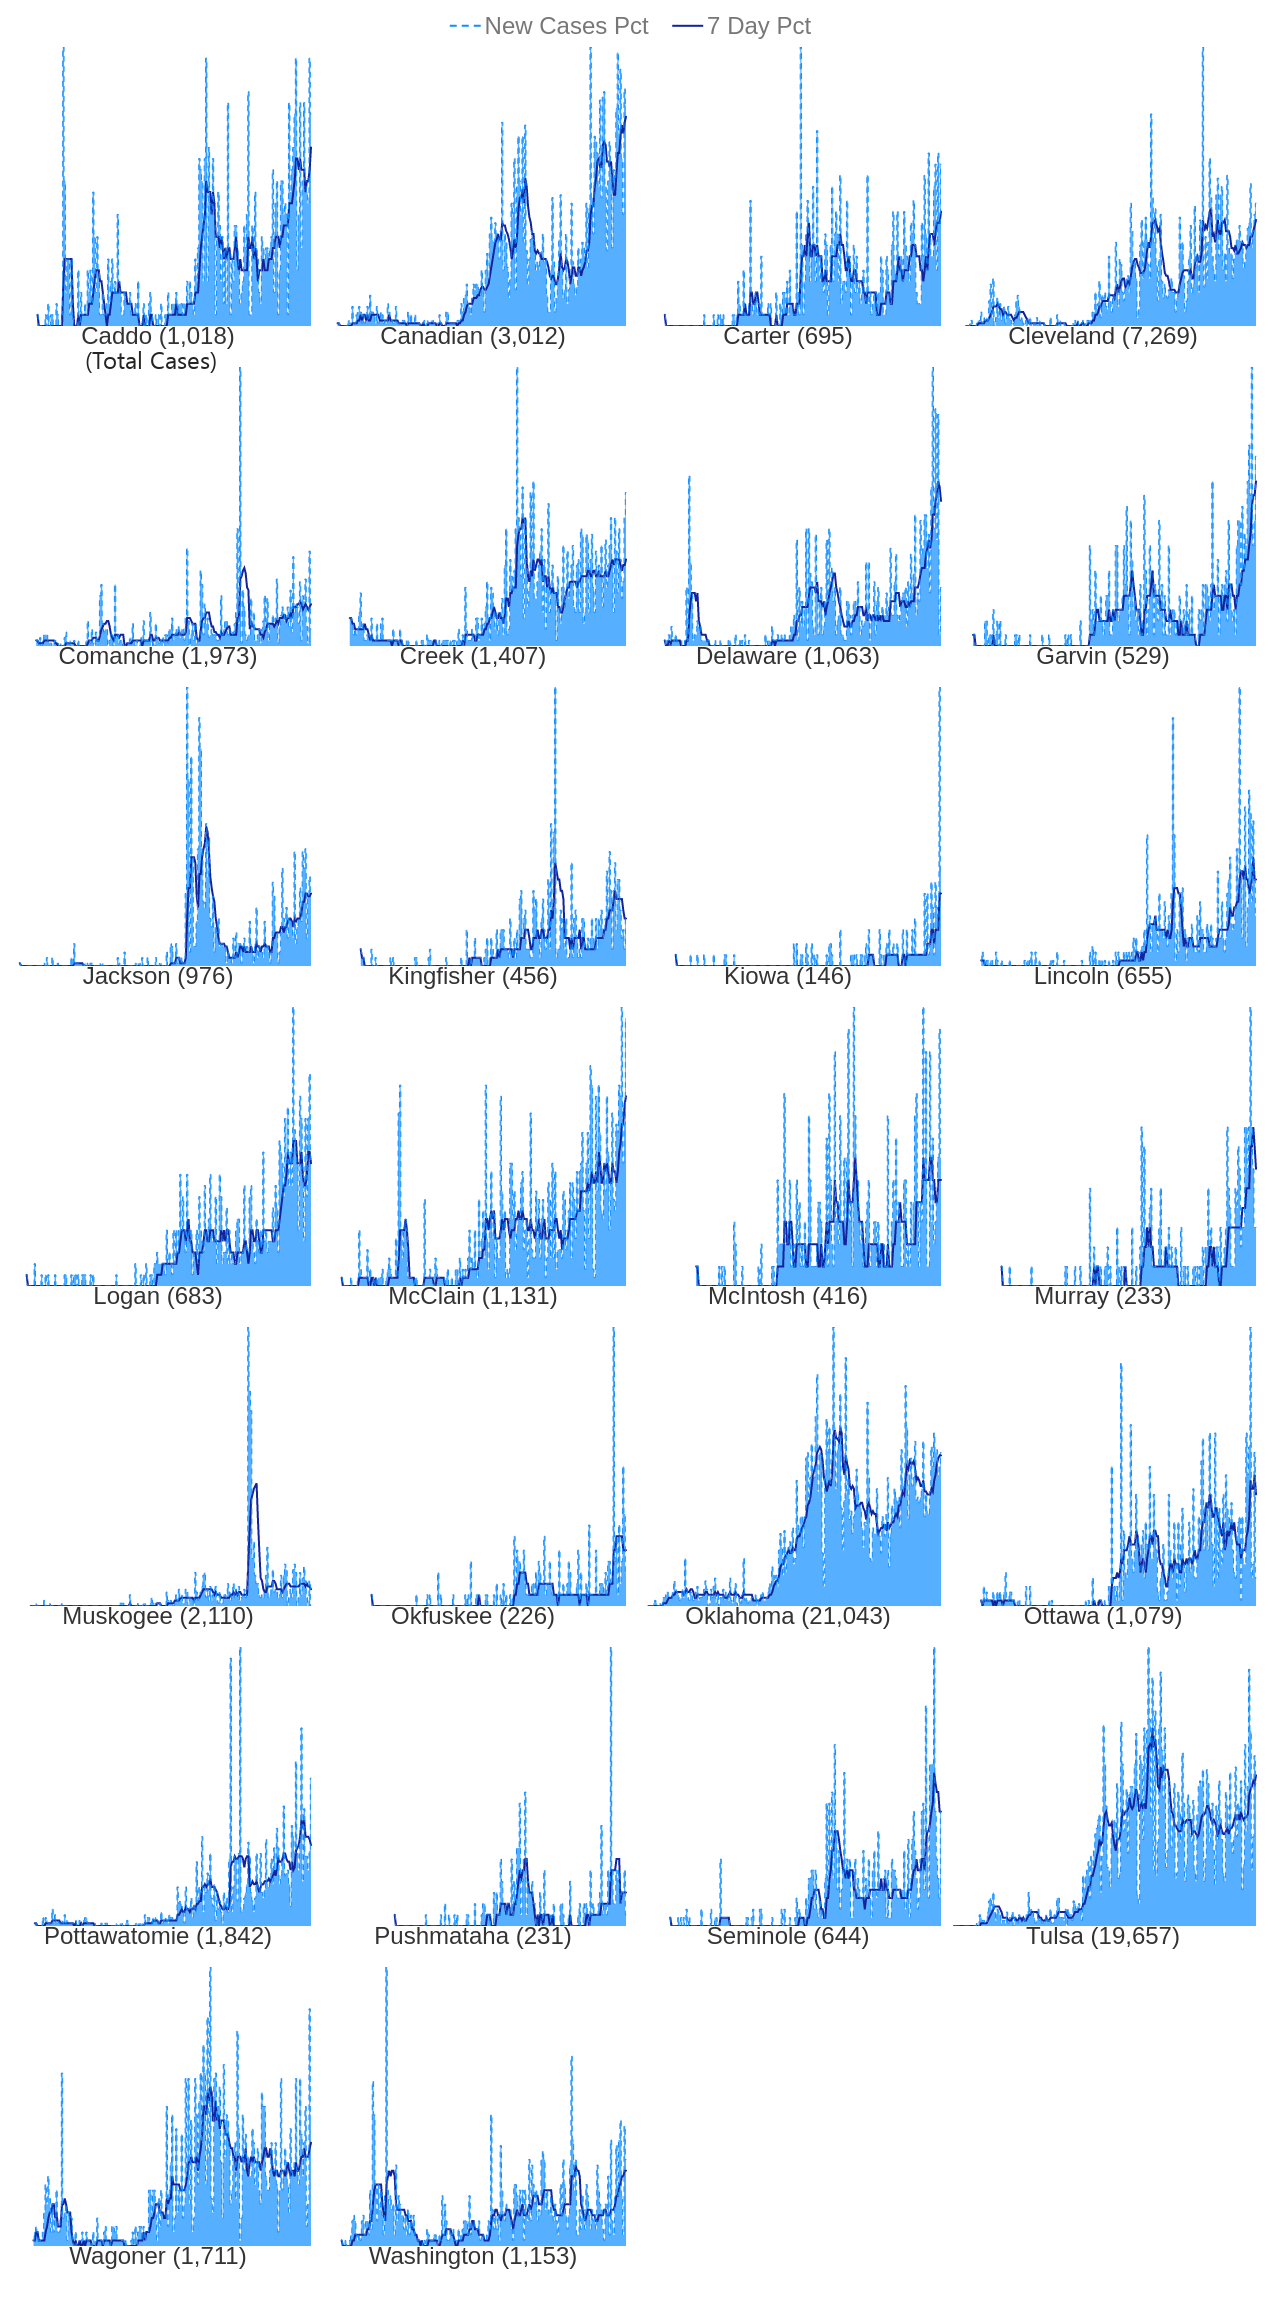 New Cases Pct 7 Day Pct
Caddo (1,018) Canadian (3,012) Carter (695) Cleveland (7,269)
(Total Cases)
Comanche (1,973) Creek (1,407) Delaware (1,063) Garvin (529)
Jackson (976) Kingfisher (456) Kiowa (146) Lincoln (655)
Logan (683) McClain (1,131) McIntosh (416) Murray (233)
Muskogee (2,110) Okfuskee (226) Oklahoma (21,043) Ottawa (1,079)
Pottawatomie (1,842) Pushmataha (231) Seminole (644) Tulsa (19,657)
Wagoner (1,711) Washington (1,153)